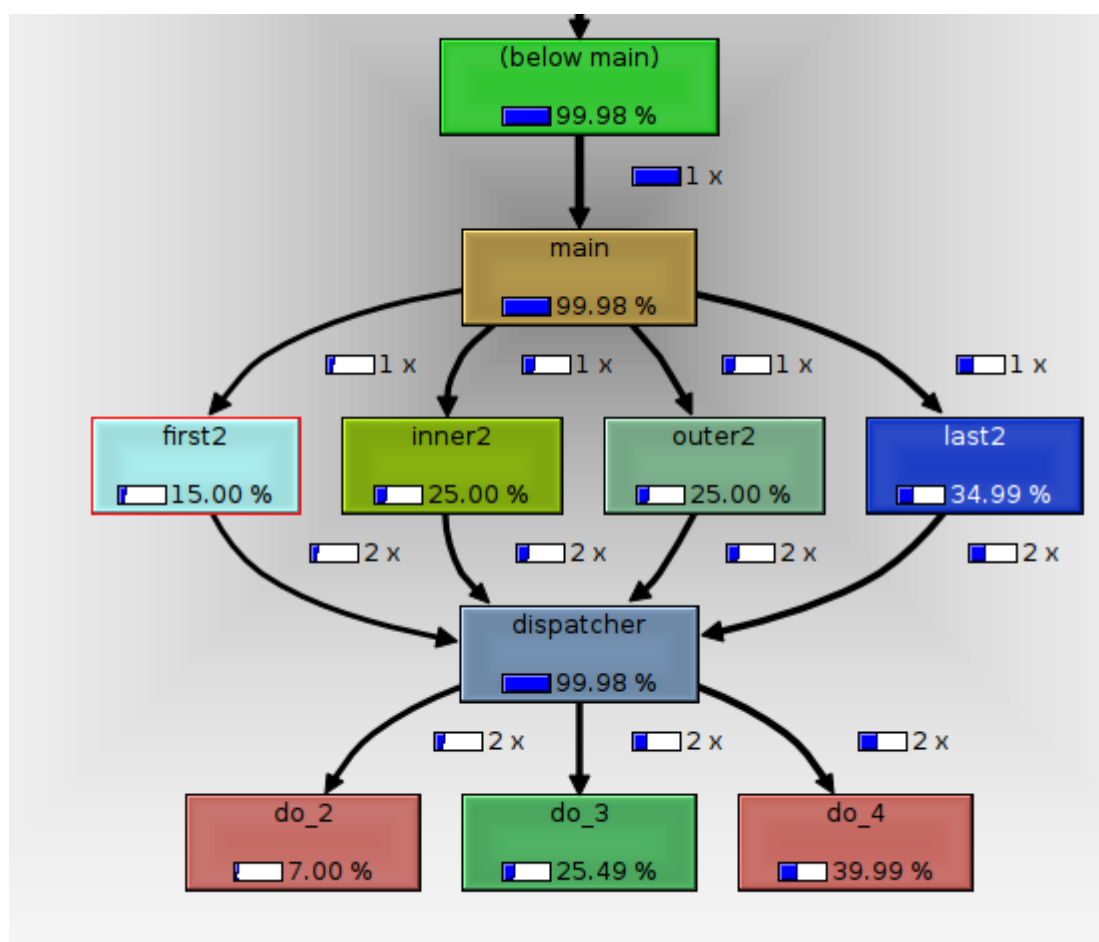 (below main)
99.98 %
1 x
main
99.98 %
1 x
1 x
1 x
1 x
first2
inner2
outer2
last2
15.00 %
25.00 %
25.00 %
34.99 %
2 x
2 x
2 x
2 x
dispatcher
99.98 %
2 x
2 x
2 x
do_2
do_3
do_4
7.00 %
25.49 %
39.99 %